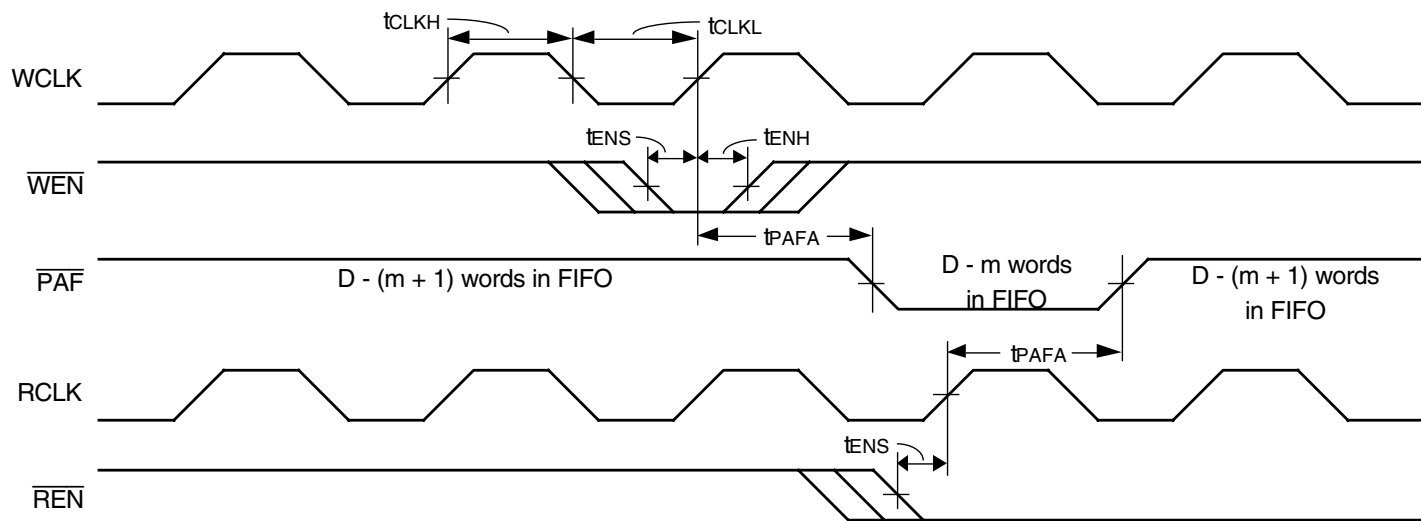 tCLKH
tCLKL
WCLK
tENS
tENH
WEN
tPAFA
PAF
D - (m + 1) words in FIFO
D - m words
in FIFO
D - (m + 1) words
in FIFO
tPAFA
RCLK
tENS
REN